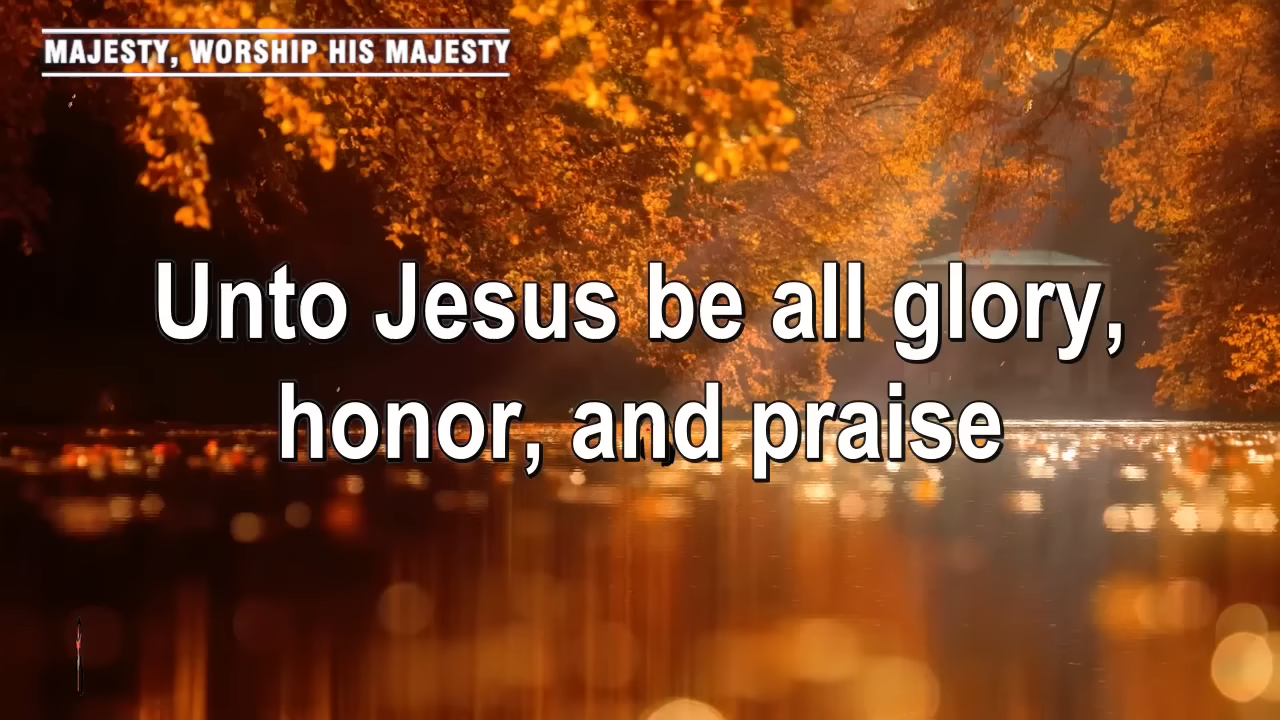 MAJESTY, WORSHIP HIS MAJESTY
Unto Jesus be all glory,
honor, and praise